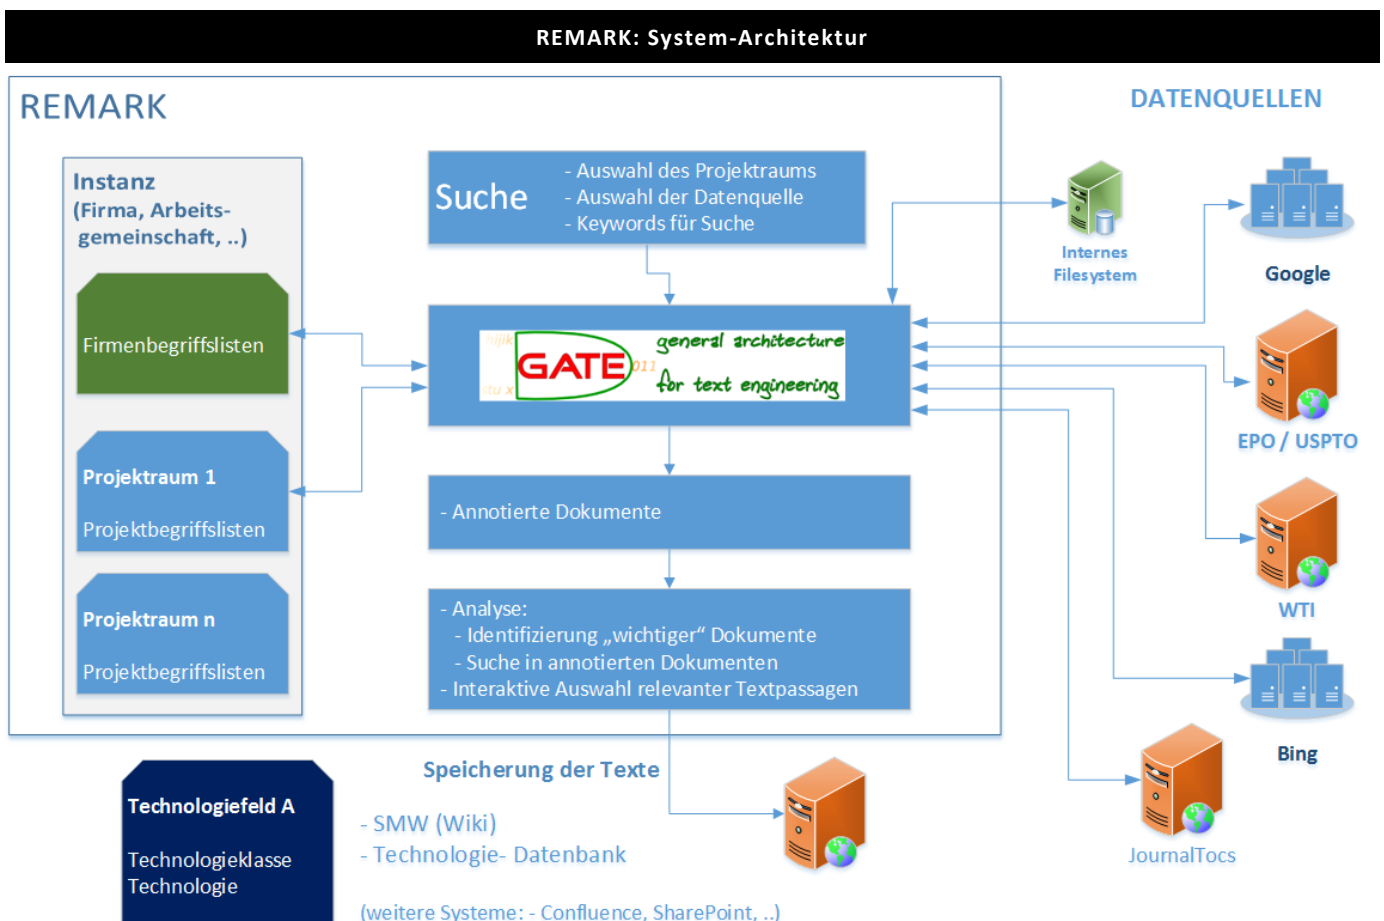 REMARK: System-Architektur
REMARK
DATENQUELLEN
Instanz
(Firma, Arbeits-
gemeinschaft, ..)
Firmenbegriffslisten
Projektraum 1
Projektbegriffslisten
Projektraum n
Projektbegriffslisten
Suche
- Auswahl des Projektraums
- Auswahl der Datenquelle
- Keywords für Suche
hijik
GATE
011
stu x
general architecture
for text engineering
- Annotierte Dokumente
- Analyse:
- Identifizierung „wichtiger“ Dokumente
- Suche in annotierten Dokumenten
- Interaktive Auswahl relevanter Textpassagen
Internes
Filesystem
Google
EPO / USPTO
WTI
Bing
JournalTocs
Speicherung der Texte
- SMW (Wiki)
- Technologie- Datenbank
(weitere Systeme: - Confluence, SharePoint, ..)
Technologiefeld A
Technologieklasse
Technologie